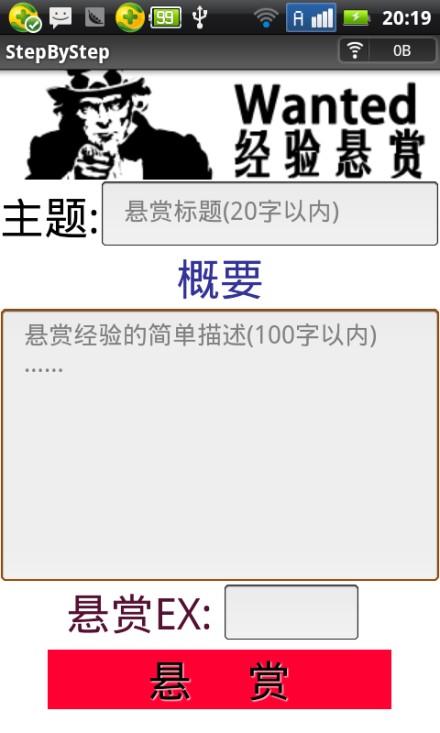 99 A 20:19
StepByStep 0B
Wanted
经验悬赏
主题: 悬赏标题(20字以内)
概要
悬赏经验的简单描述(100字以内)
......
悬赏EX:
悬 赏